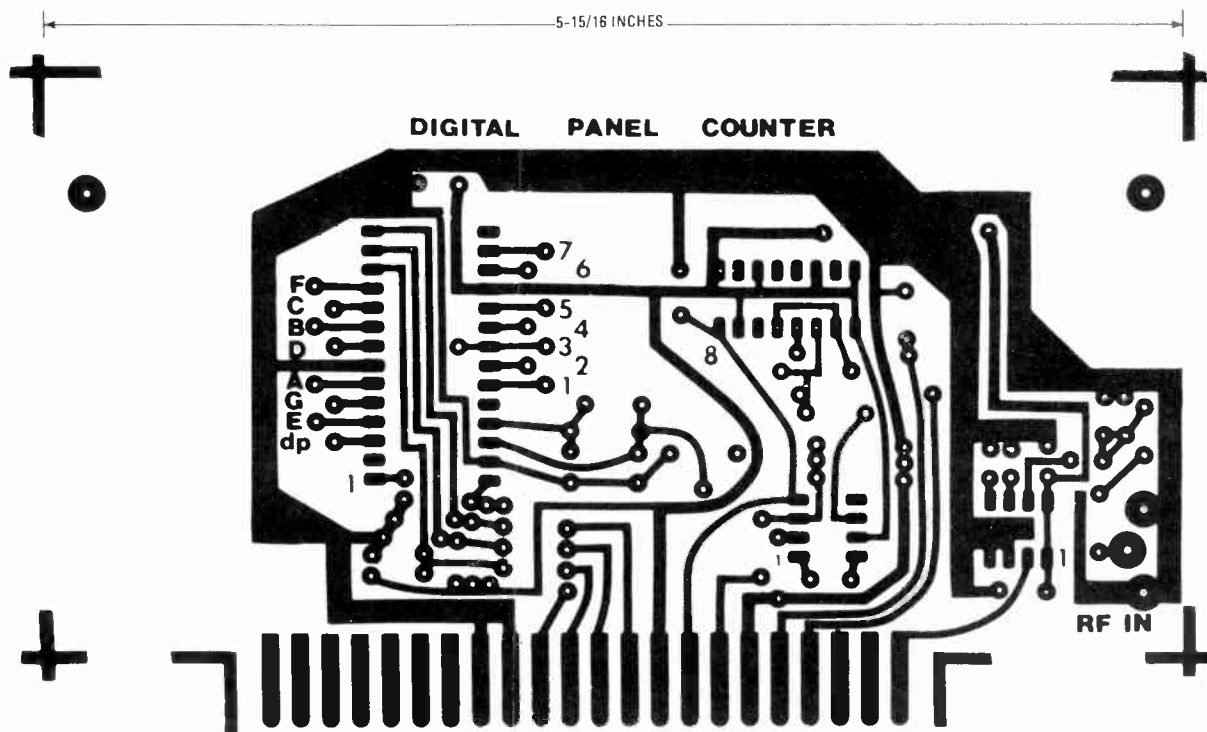 5-15/16 INCHES
DIGITAL PANEL COUNTER
7
6
F
C
5
B
4
D
3
8
2
A
1
G
E
dp
1
1
1
RF IN